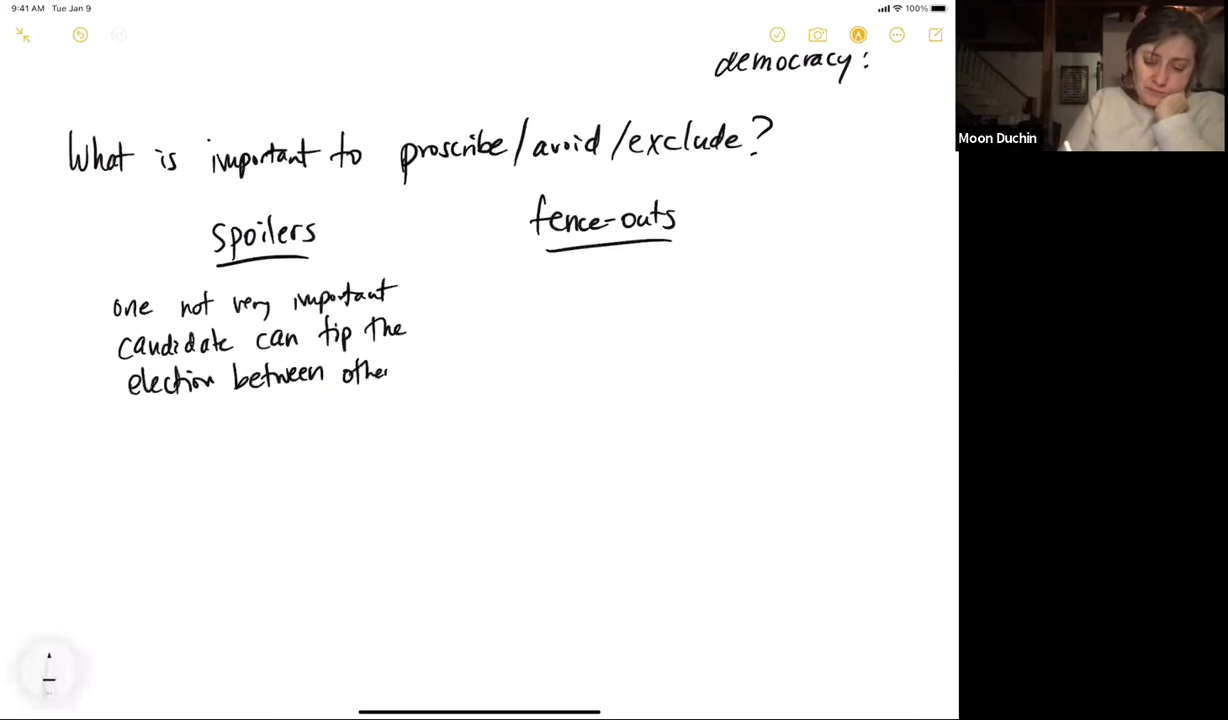 9:41 AM Tue Jan 9
100%
democracy:
Moon Duchin
What is important to proscribe/avoid/exclude?
spoilers
fence-outs
one not very important
candidate can tip the
election between other